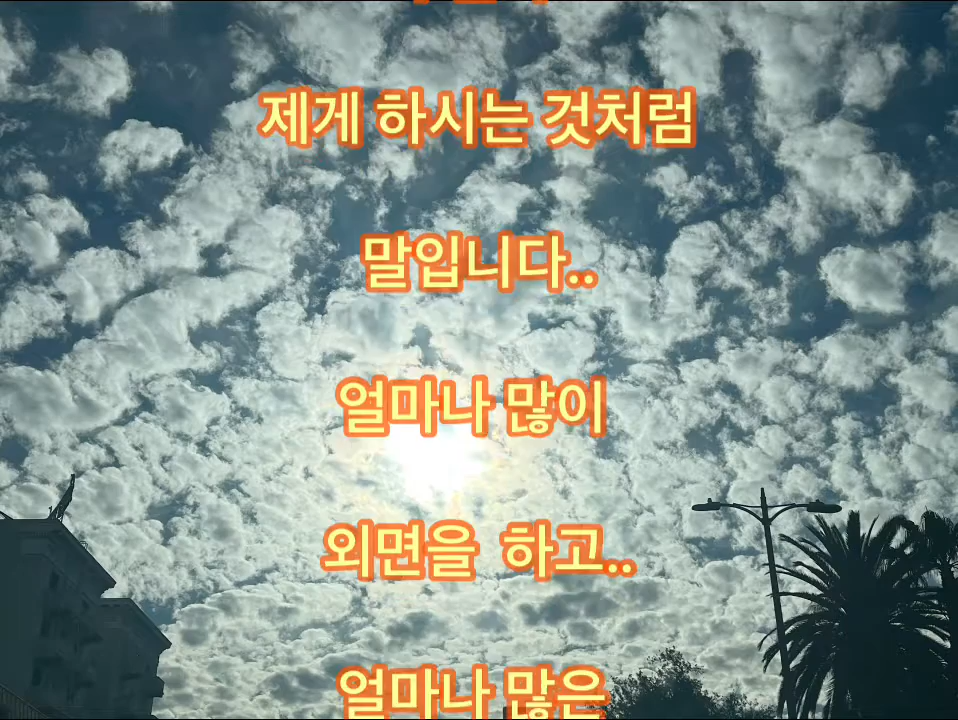 제게 하시는 것처럼
말입니다..
얼마나 많이
외면을 하고..
얼마나 많은